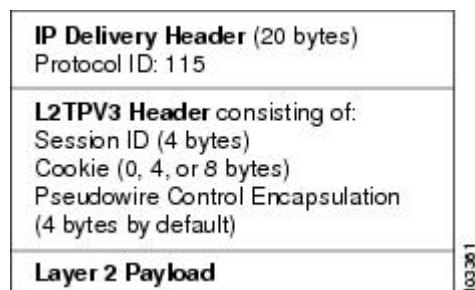 IP Delivery Header (20 bytes)
Protocol ID: 115
L2TPV3 Header consisting of:
Session ID (4 bytes)
Cookie (0, 4, or 8 bytes)
Pseudowire Control Encapsulation
(4 bytes by default)
Layer 2 Payload
103361